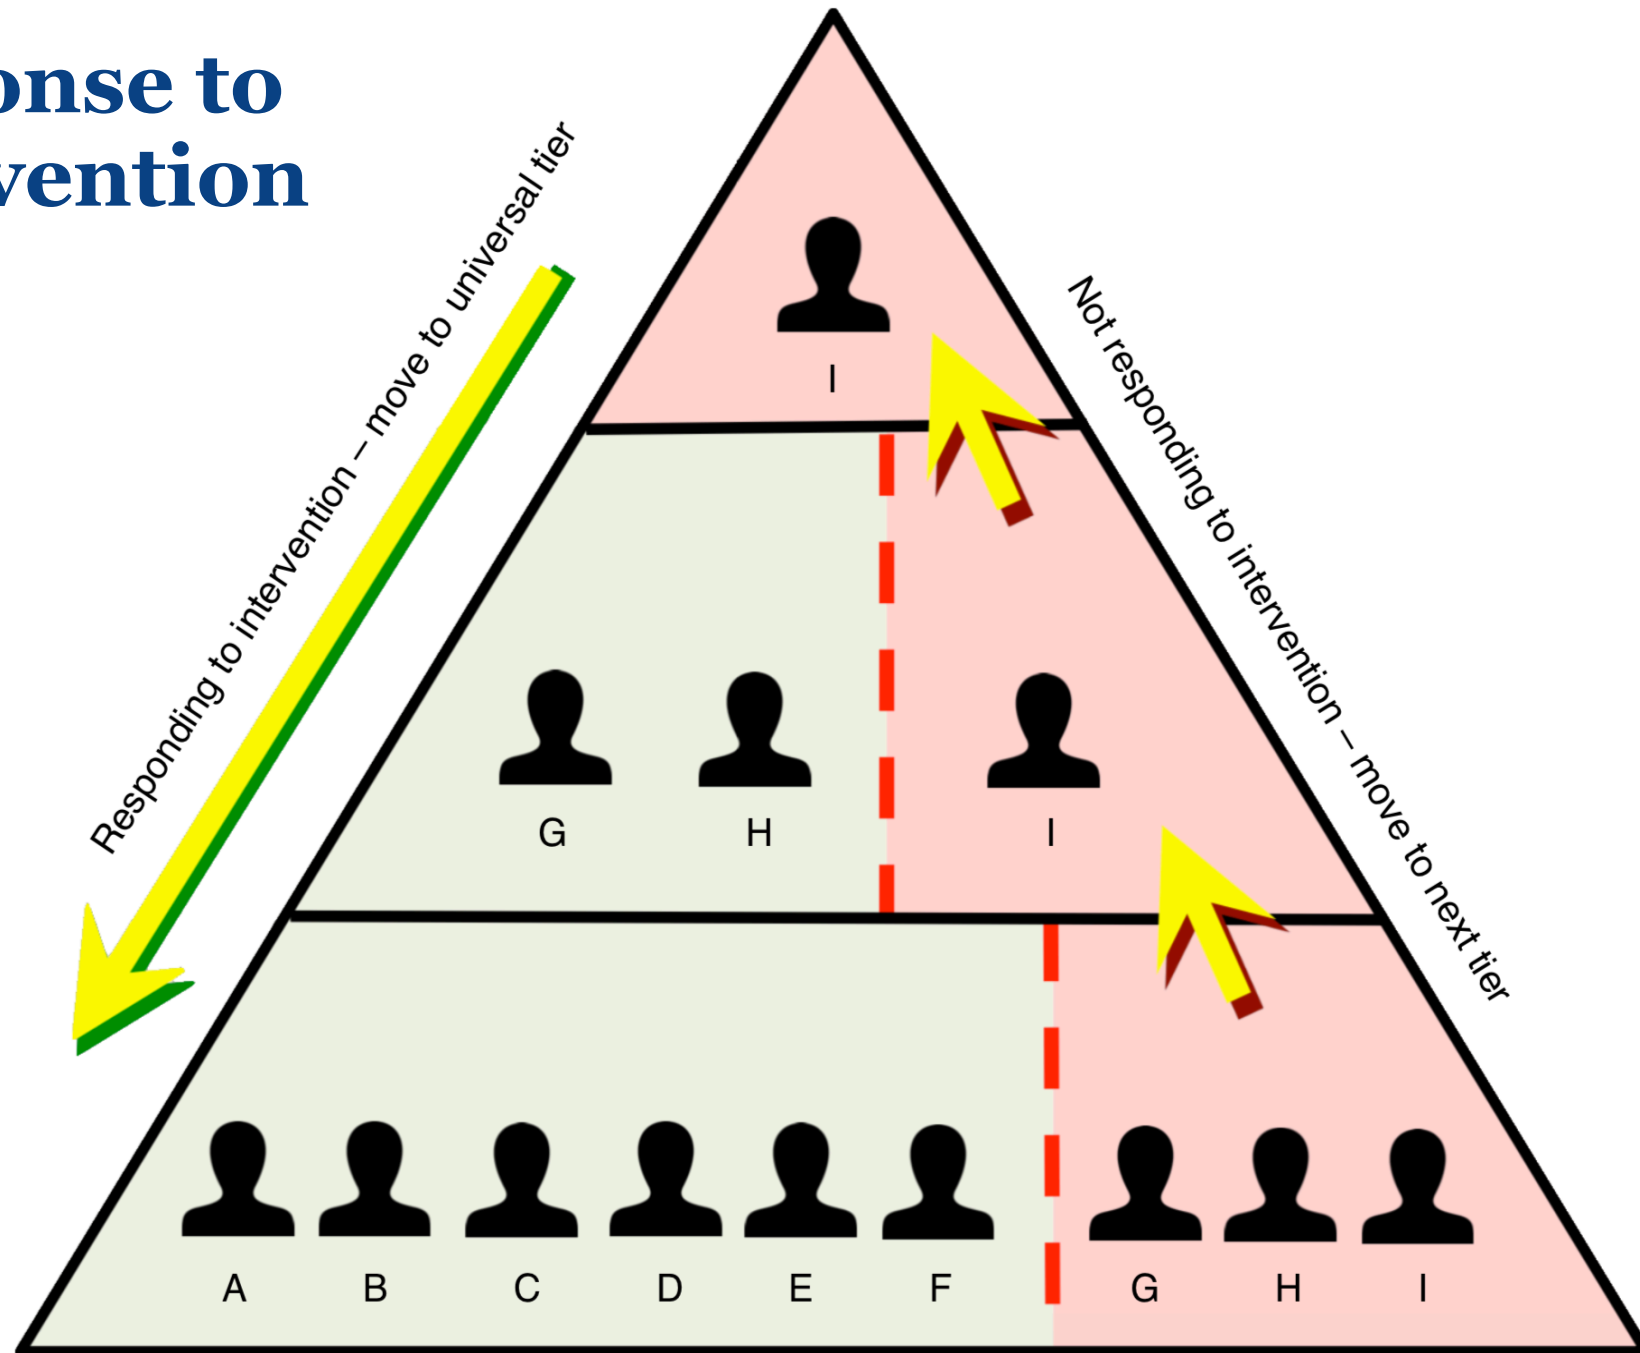 onse to
vention
Responding to intervention – move to universal tier
Not responding to intervention – move to next tier
I
G H I
A B C D E F G H I